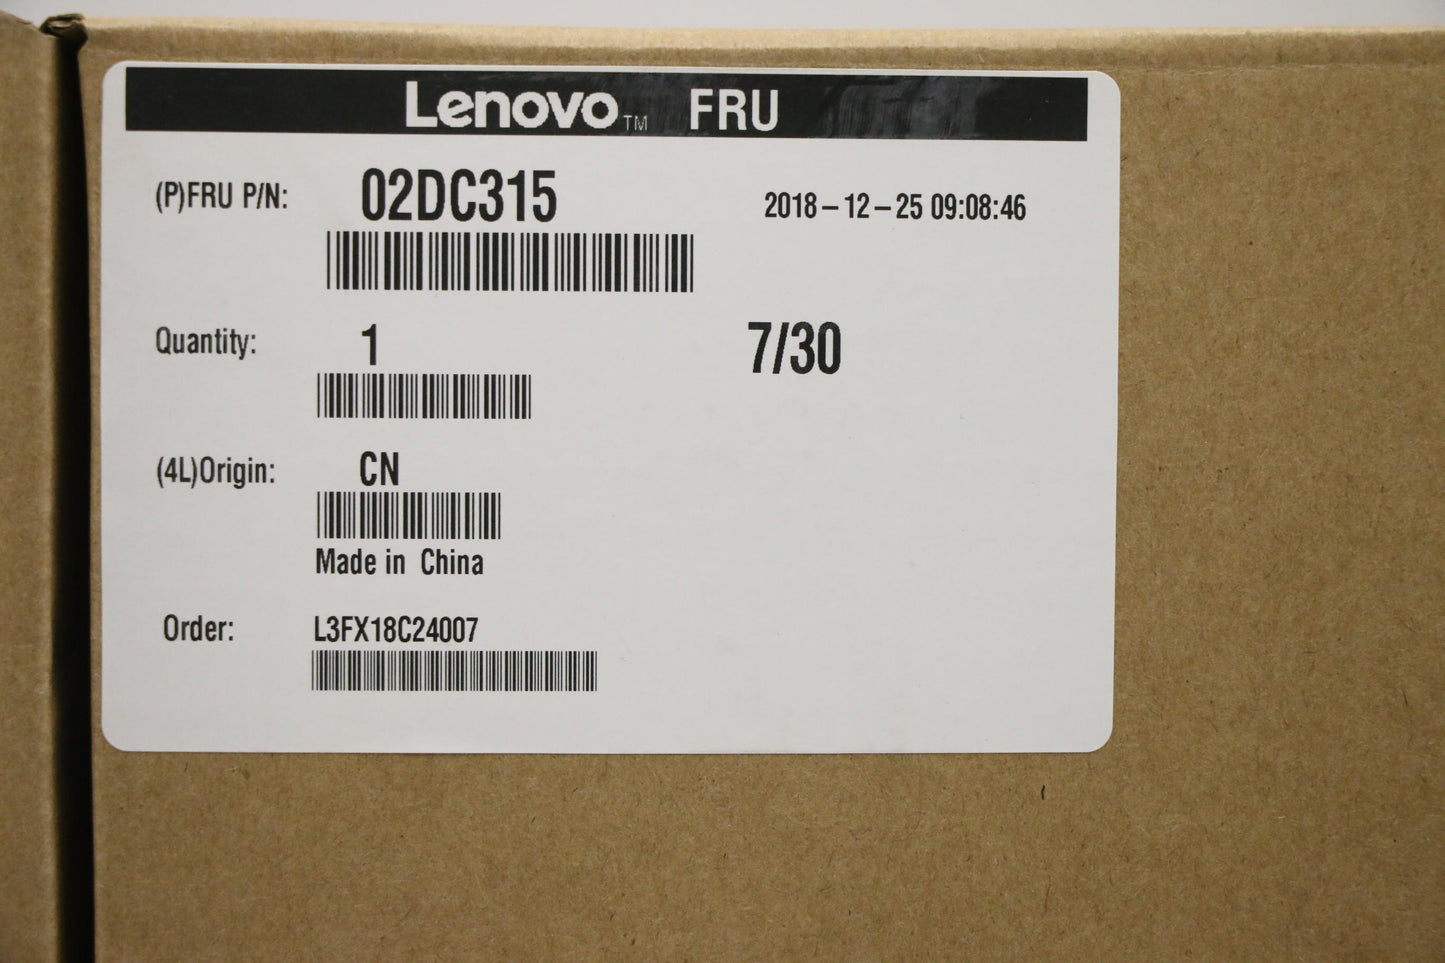 Lenovo™ FRU
(P)FRU P/N: 02DC315 2018-12-25 09:08:46
Quantity: 1 7/30
(4L)Origin: CN
Made in China
Order: L3FX18C24007